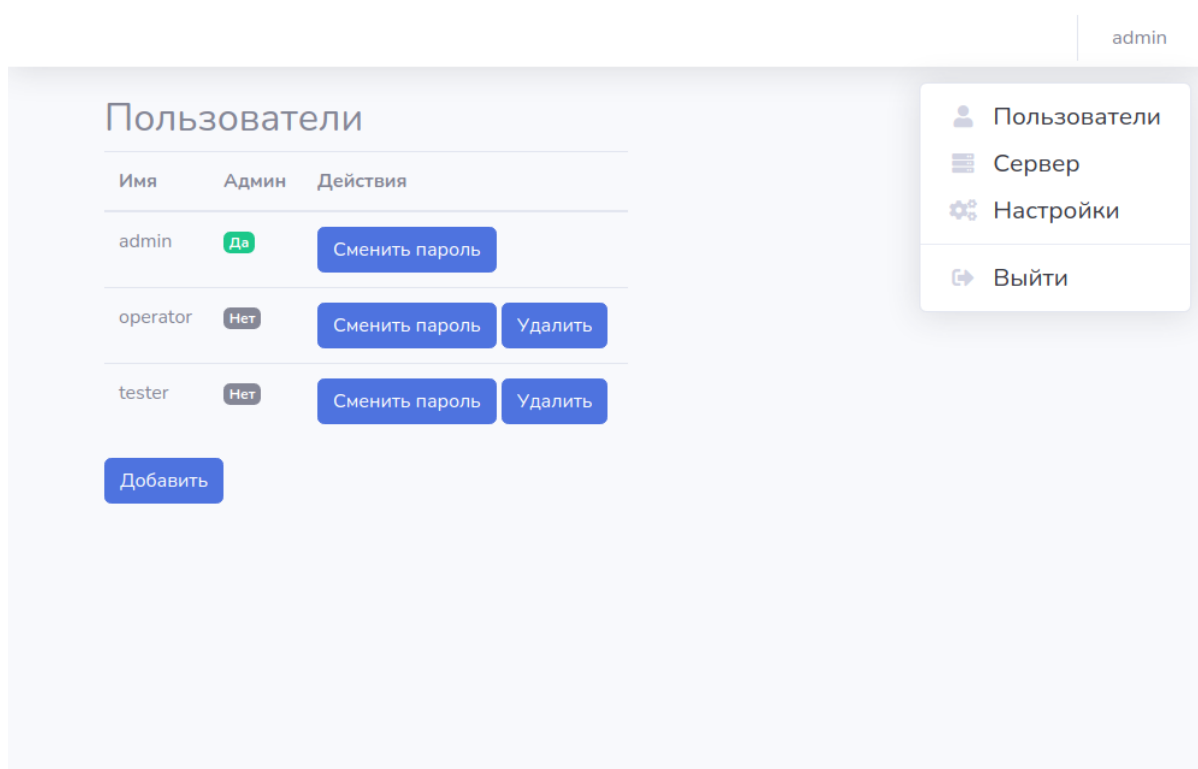 admin
Пользователи
Сервер
Настройки
Выйти
Пользователи
Имя Админ Действия
admin Да Сменить пароль
operator Нет Сменить пароль Удалить
tester Нет Сменить пароль Удалить
Добавить